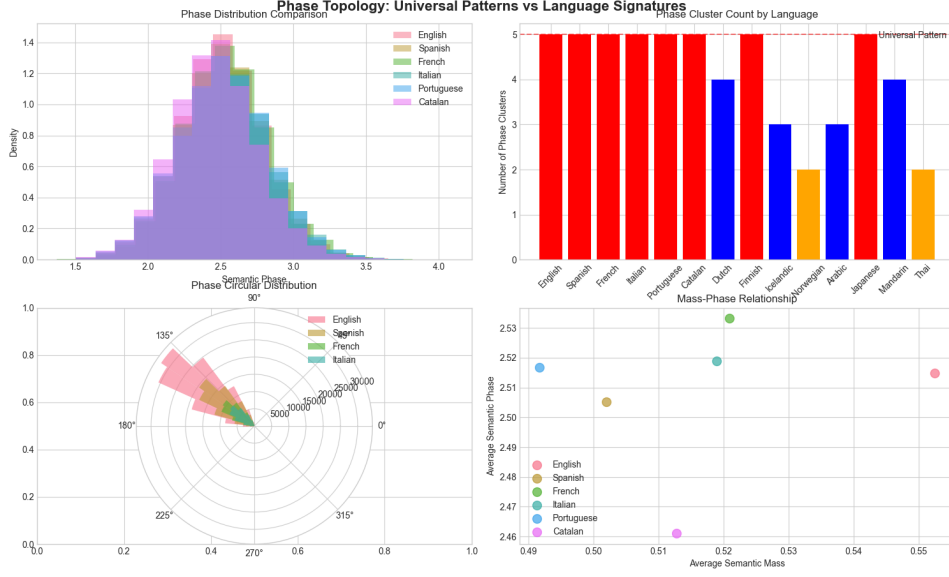 Phase Topology: Universal Patterns vs Language Signatures
Phase Distribution Comparison
English
Spanish
French
Italian
Portuguese
Catalan
1.4
1.2
1.0
0.8
0.6
0.4
0.2
0.0
Density
1.5
2.0
2.5
3.0
3.5
4.0
Semantic Phase
Phase Cluster Count by Language
Universal Pattern
5
4
3
2
1
0
Number of Phase Clusters
English
Spanish
French
Italian
Portuguese
Catalan
Dutch
Finnish
Icelandic
Norwegian
Arabic
Japanese
Mandarin
Thai
Phase Circular Distribution
90°
135°
45°
180°
0°
225°
315°
270°
5000
10000
15000
20000
25000
30000
English
Spanish
French
Italian
1.0
0.8
0.6
0.4
0.2
0.0
0.0
0.2
0.4
0.6
0.8
1.0
Mass-Phase Relationship
2.53
2.52
2.51
2.50
2.49
2.48
2.47
2.46
Average Semantic Phase
English
Spanish
French
Italian
Portuguese
Catalan
0.49
0.50
0.51
0.52
0.53
0.54
0.55
Average Semantic Mass